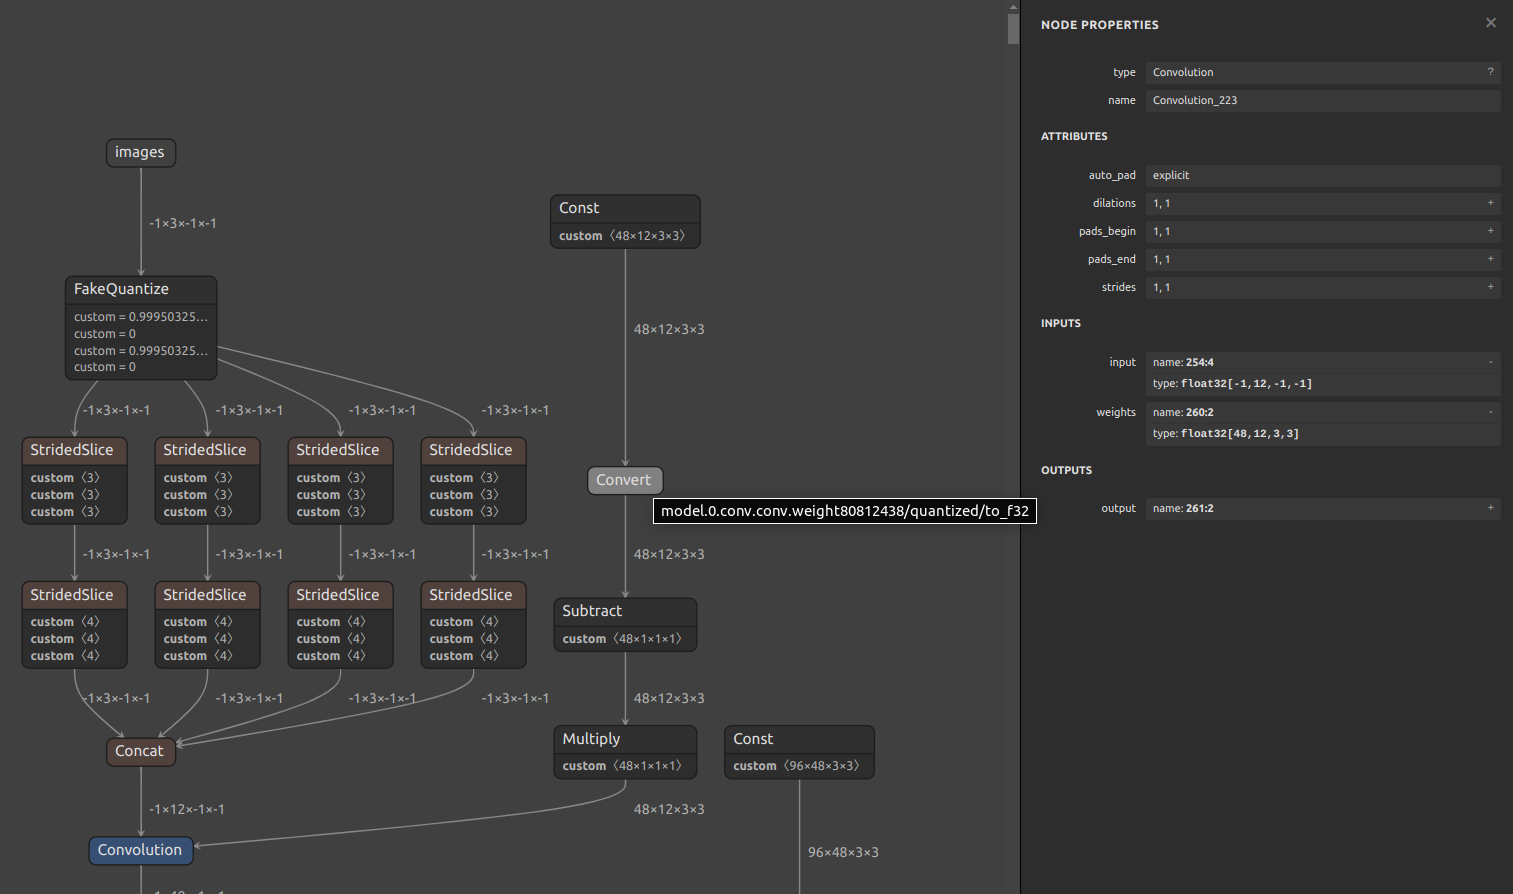 images
-1×3×-1×-1
Const
custom 〈48×12×3×3〉
FakeQuantize
custom = 0.99950325…
custom = 0
custom = 0.99950325…
custom = 0
48×12×3×3
-1×3×-1×-1
-1×3×-1×-1
-1×3×-1×-1
-1×3×-1×-1
StridedSlice
custom 〈3〉
custom 〈3〉
custom 〈3〉
StridedSlice
custom 〈3〉
custom 〈3〉
custom 〈3〉
StridedSlice
custom 〈3〉
custom 〈3〉
custom 〈3〉
StridedSlice
custom 〈3〉
custom 〈3〉
custom 〈3〉
Convert
model.0.conv.conv.weight80812438/quantized/to_f32
-1×3×-1×-1
-1×3×-1×-1
-1×3×-1×-1
-1×3×-1×-1
48×12×3×3
StridedSlice
custom 〈4〉
custom 〈4〉
custom 〈4〉
StridedSlice
custom 〈4〉
custom 〈4〉
custom 〈4〉
StridedSlice
custom 〈4〉
custom 〈4〉
custom 〈4〉
StridedSlice
custom 〈4〉
custom 〈4〉
custom 〈4〉
Subtract
custom 〈48×1×1×1〉
-1×3×-1×-1
-1×3×-1×-1
-1×3×-1×-1
-1×3×-1×-1
48×12×3×3
Concat
Multiply
custom 〈48×1×1×1〉
Const
custom 〈96×48×3×3〉
-1×12×-1×-1
48×12×3×3
Convolution
96×48×3×3
NODE PROPERTIES ×
type Convolution ?
name Convolution_223
ATTRIBUTES
auto_pad explicit
dilations 1, 1 +
pads_begin 1, 1 +
pads_end 1, 1 +
strides 1, 1 +
INPUTS
input name: 254:4 -
type: float32[-1,12,-1,-1]
weights name: 260:2 -
type: float32[48,12,3,3]
OUTPUTS
output name: 261:2 +